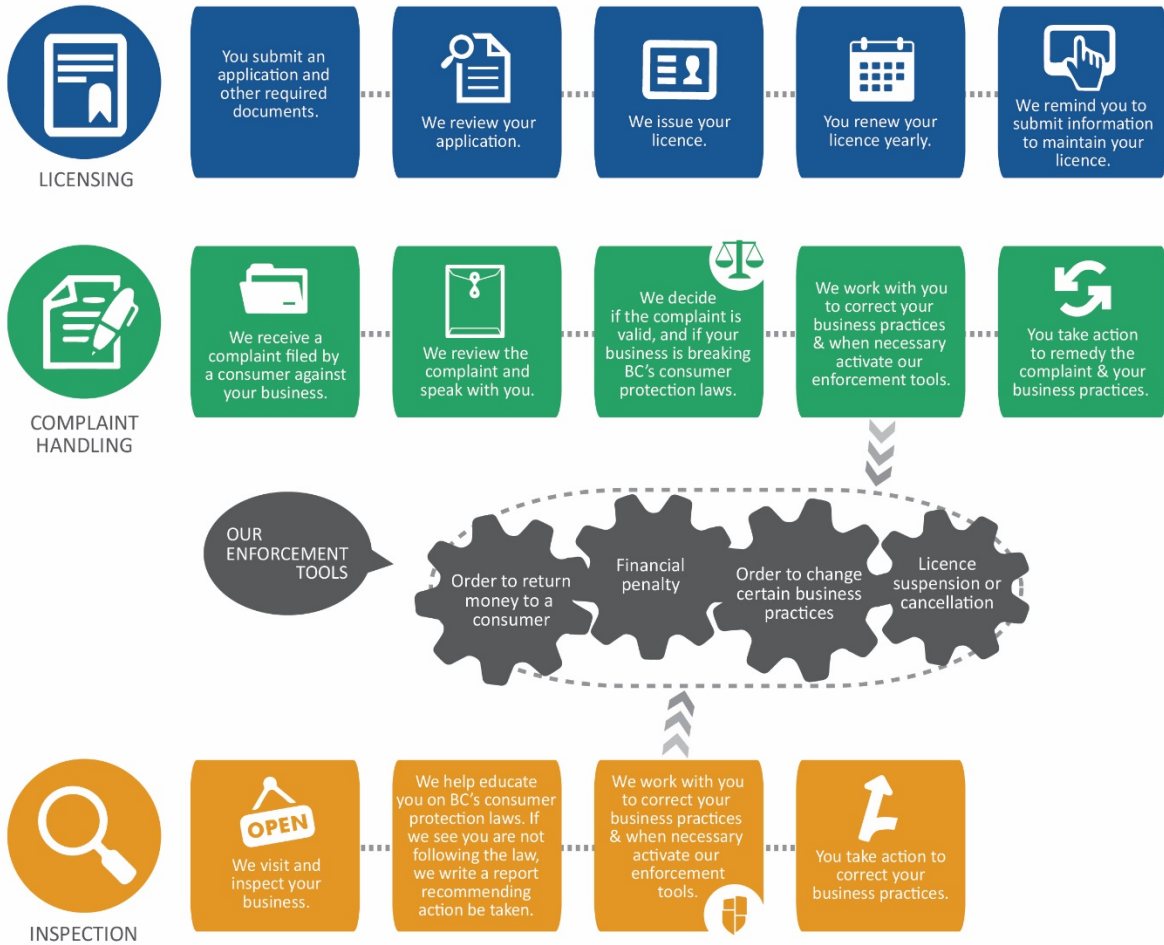 You submit an
application and
other required
documents.
We review your
application.
We issue your
licence.
You renew your
licence yearly.
We remind you to
submit information
to maintain your
licence.
LICENSING
We receive a
complaint filed by
a consumer against
your business.
We review the
complaint and
speak with you.
We decide
if the complaint is
valid, and if your
business is breaking
BC's consumer
protection laws.
We work with you
to correct your
business practices
& when necessary
activate our
enforcement tools.
You take action
to remedy the
complaint & your
business practices.
COMPLAINT
HANDLING
OUR
ENFORCEMENT
TOOLS
Order to return
money to a
consumer
Financial
penalty
Order to change
certain business
practices
Licence
suspension or
cancellation
OPEN
We visit and
inspect your
business.
We help educate
you on BC's consumer
protection laws. If
we see you are not
following the law,
we write a report
recommending
action be taken.
We work with you
to correct your
business practices
& when necessary
activate our
enforcement
tools.
You take action to
correct your
business practices.
INSPECTION